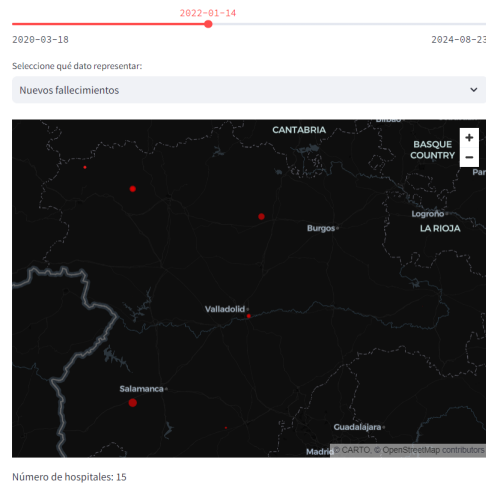 2022-01-14
2020-03-18
2024-08-23
Seleccione qué dato representar:
Nuevos fallecimientos
CANTABRIA
BASQUE
COUNTRY
+
−
Logroño
LA RIOJA
Burgos
Valladolid
Salamanca
Guadalajara
Madrid
© CARTO, © OpenStreetMap contributors
Número de hospitales: 15